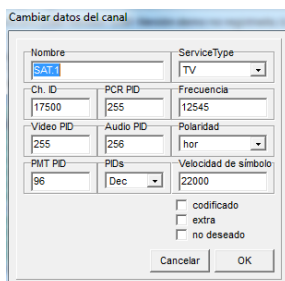 Cambiar datos del canal
Nombre
ServiceType
SAT.1
TV
Ch. ID
PCR PID
Frecuencia
17500
255
12545
Video PID
Audio PID
Polaridad
255
256
hor
PMT PID
PIDs
Velocidad de símbolo
96
Dec
22000
codificado
extra
no deseado
Cancelar
OK